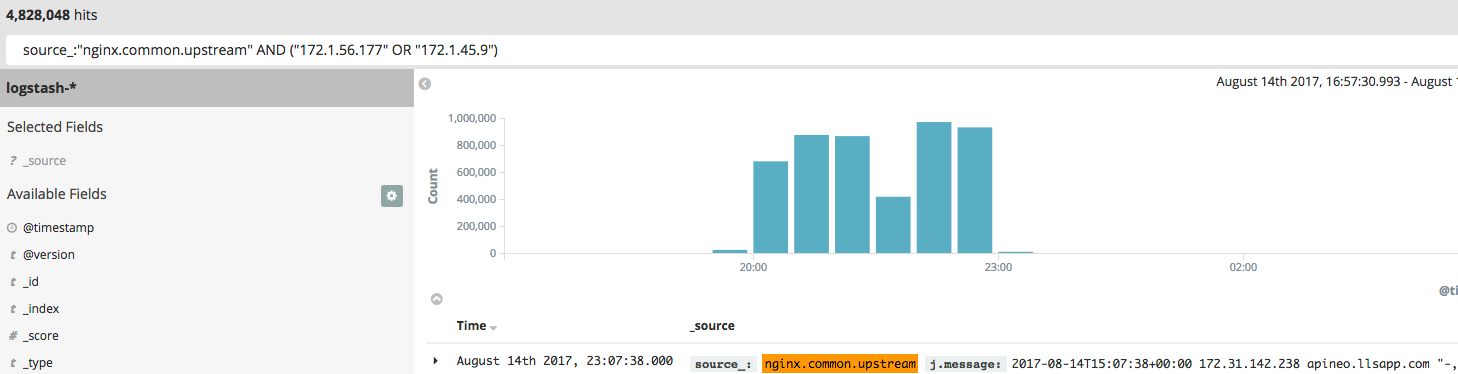 4,828,048 hits
source_:"nginx.common.upstream" AND ("172.1.56.177" OR "172.1.45.9")
logstash-*
August 14th 2017, 16:57:30.993 - August
Selected Fields
? _source
Available Fields
@timestamp
t @version
t _id
t _index
# _score
t _type
Count
1,000,000
800,000
600,000
400,000
200,000
0
20:00 23:00 02:00
@ti
Time _source
August 14th 2017, 23:07:38.000 source_: nginx.common.upstream j.message: 2017-08-14T15:07:38+00:00 172.31.142.238 apineo.llsapp.com "-,